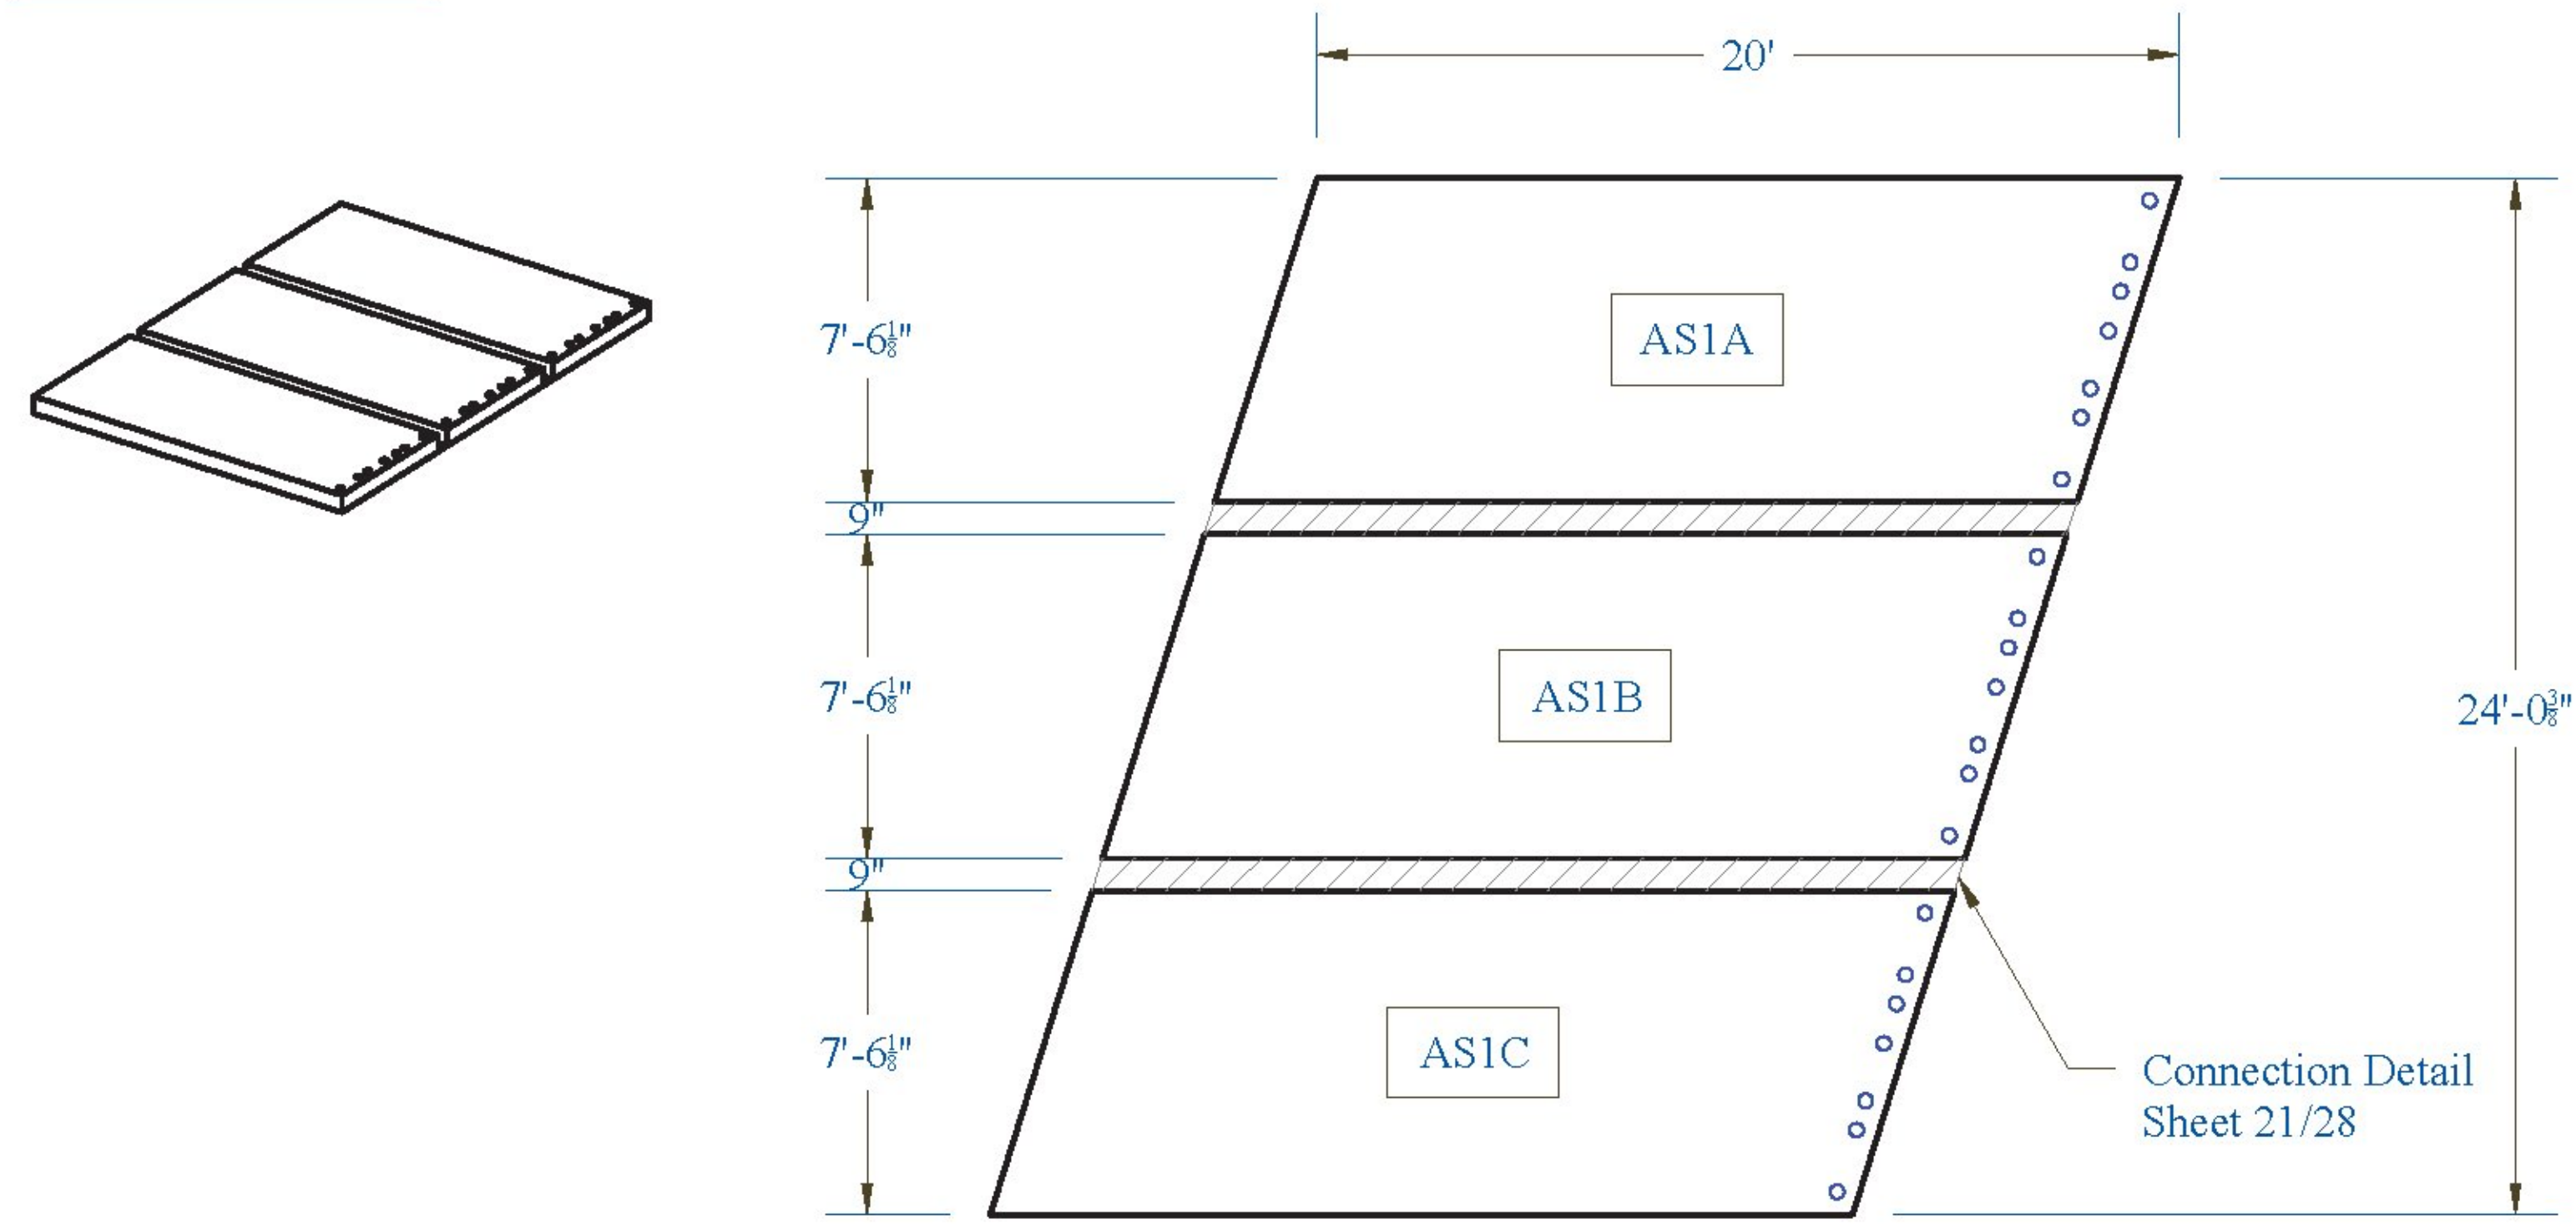 20'
7'-6⅛"
AS1A
9"
7'-6⅛"
AS1B
24'-0⅜"
9"
7'-6⅛"
AS1C
Connection Detail
Sheet 21/28